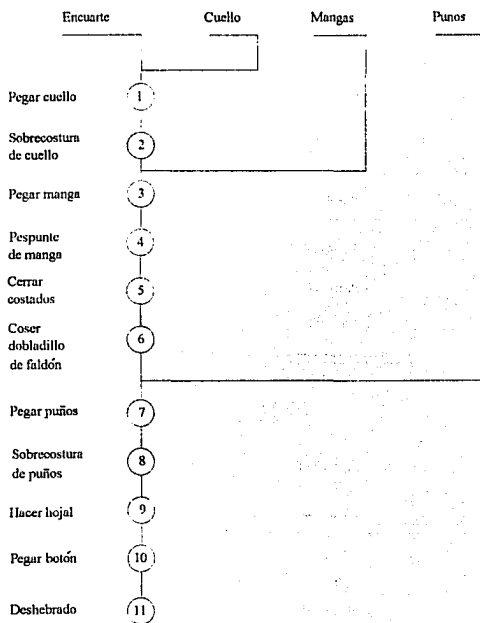 Encuarte Cuello Mangas Punos
Pegar cuello 1
Sobrecostura
de cuello 2
Pegar manga 3
Pespunte
de manga 4
Cerrar
costados 5
Coser
dobladillo
de faldón 6
Pegar puños 7
Sobrecostura
de puños 8
Hacer hojal 9
Pegar botón 10
Deshebrado 11